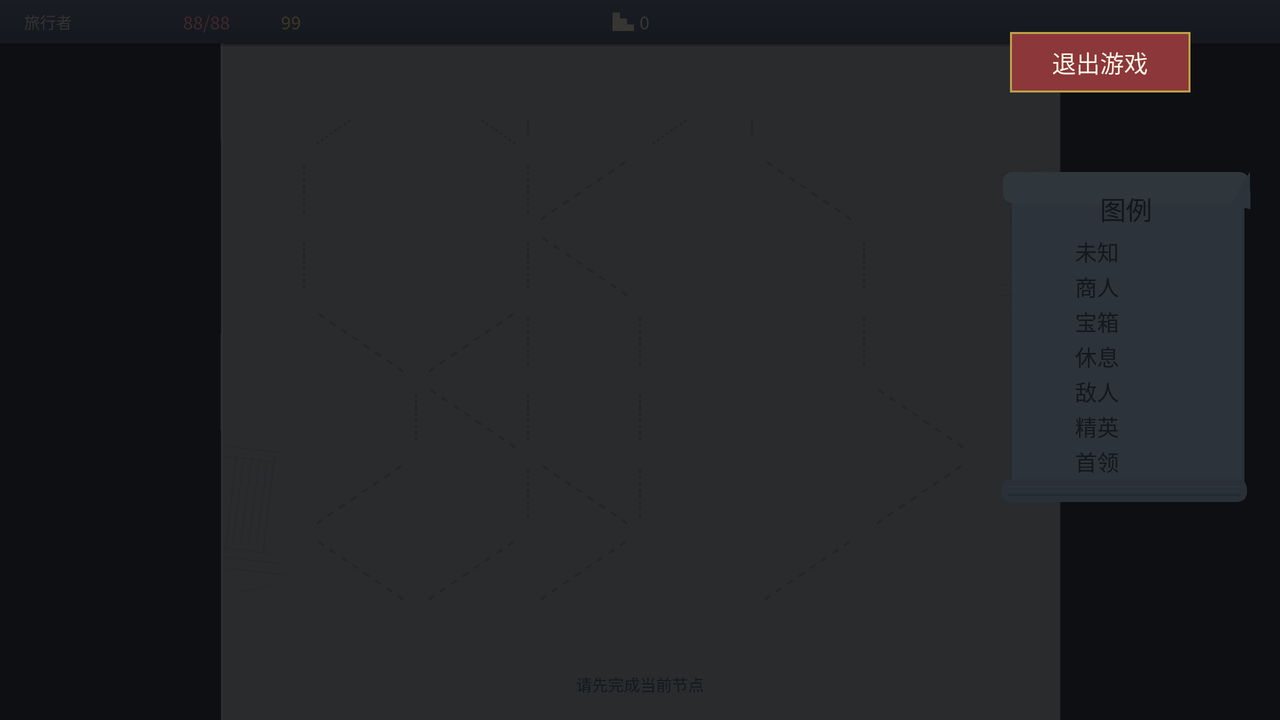 旅行者 88/88 99 0
退出游戏
图例
未知
商人
宝箱
休息
敌人
精英
首领
请先完成当前节点